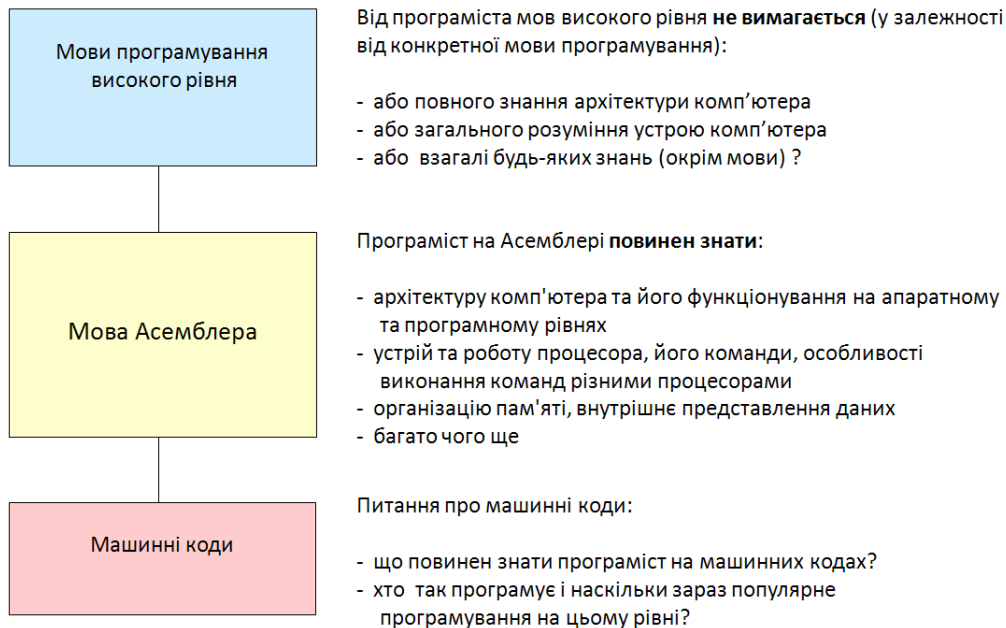 Мови програмування
високого рівня
Від програміста мов високого рівня не вимагається (у залежності
від конкретної мови програмування):
- або повного знання архітектури комп’ютера
- або загального розуміння устрою комп’ютера
- або взагалі будь-яких знань (окрім мови) ?
Мова Асемблера
Програміст на Асемблері повинен знати:
- архітектуру комп'ютера та його функціонування на апаратному
та програмному рівнях
- устрій та роботу процесора, його команди, особливості
виконання команд різними процесорами
- організацію пам'яті, внутрішнє представлення даних
- багато чого ще
Машинні коди
Питання про машинні коди:
- що повинен знати програміст на машинних кодах?
- хто так програмує і наскільки зараз популярне
програмування на цьому рівні?